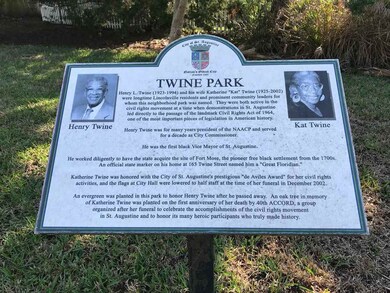 City of St. Augustine
TWINE PARK
Henry L. Twine (1923-1994) and his wife Katherine "Kat" Twine (1925-2002)
were longtime Lincolnville residents and prominent community leaders for
whom this neighborhood park was named. They were both active in the
civil rights movement at a time when demonstrations in St. Augustine
led directly to the passage of the landmark Civil Rights Act of 1964,
one of the most important pieces of legislation in American history.
Henry Twine was for many years president of the NAACP and served
for a decade as City Commissioner.
He was the first black Vice Mayor of St. Augustine.
Henry Twine
Kat Twine
He worked diligently to have the state acquire the site of Fort Mose, the pioneer free black settlement from the 1700s.
An official state marker on his home at 163 Twine Street named him a "Great Floridian."
Katherine Twine was honored with the City of St. Augustine's prestigious "de Aviles Award" for her civil rights
activities, and the flags at City Hall were lowered to half staff at the time of her funeral in December 2002.
An evergreen was planted in this park to honor Henry Twine after he passed away. An oak tree in memory
of Katherine Twine was planted on the first anniversary of her death by 40th ACCORD, a group
organized after her funeral to celebrate the accomplishments of the civil rights movement
in St. Augustine and to honor its many heroic participants who truly made history.